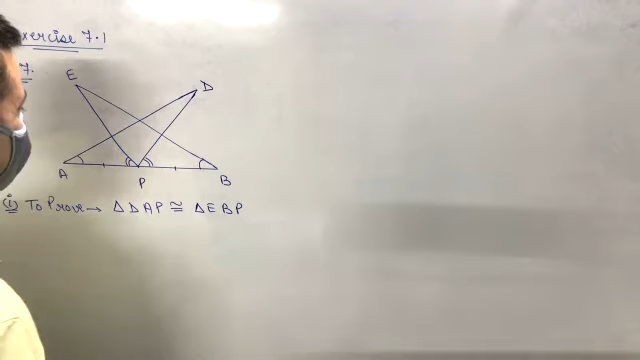 Exercise 7.1
7.
E
D
A
P
B
(i) To Prove → Δ DAP ≅ Δ EBP